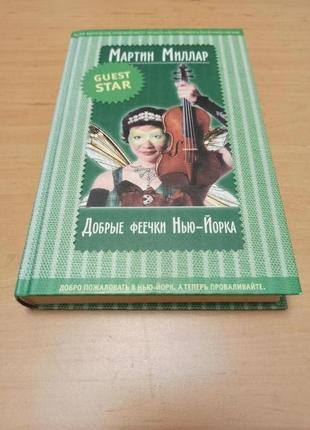 Мартин Миллар
GUEST
STAR
Добрые феечки Нью-Йорка
ДОБРО ПОЖАЛОВАТЬ В НЬЮ-ЙОРК. А ТЕПЕРЬ ПРОВАЛИВАЙТЕ.